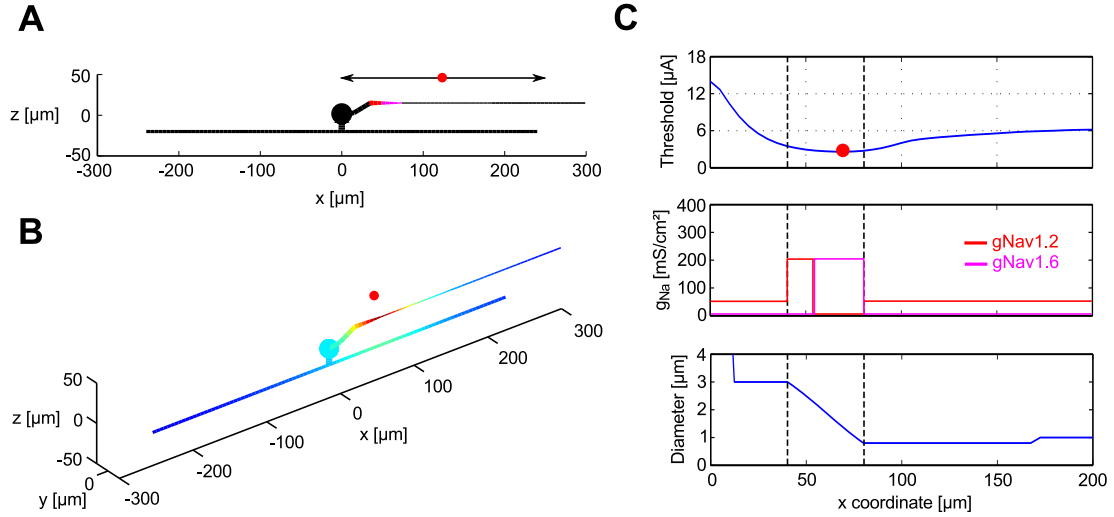 A
50
0
-50
z [µm]
-300
-200
-100
0
100
200
300
x [µm]
B
50
0
-50
z [µm]
0
y [µm]
-300
-200
-100
0
100
200
300
x [µm]
C
Threshold [µA]
18
12
6
0
gNa [mS/cm²]
400
300
200
100
0
gNav1.2
gNav1.6
Diameter [µm]
4
3
2
1
0
0
50
100
150
200
x coordinate [µm]